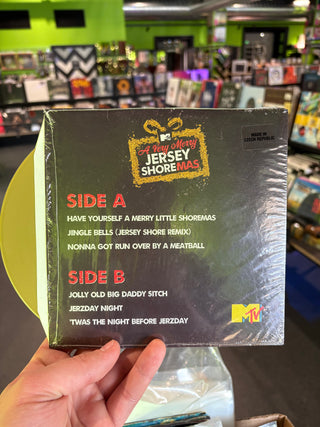 MTV
A Very Merry
JERSEY
SHOREMAS
MADE IN
CZECH REPUBLIC
SIDE A
HAVE YOURSELF A MERRY LITTLE SHOREMAS
JINGLE BELLS (JERSEY SHORE REMIX)
NONNA GOT RUN OVER BY A MEATBALL
SIDE B
JOLLY OLD BIG DADDY SITCH
JERZDAY NIGHT
'TWAS THE NIGHT BEFORE JERZDAY
MTV